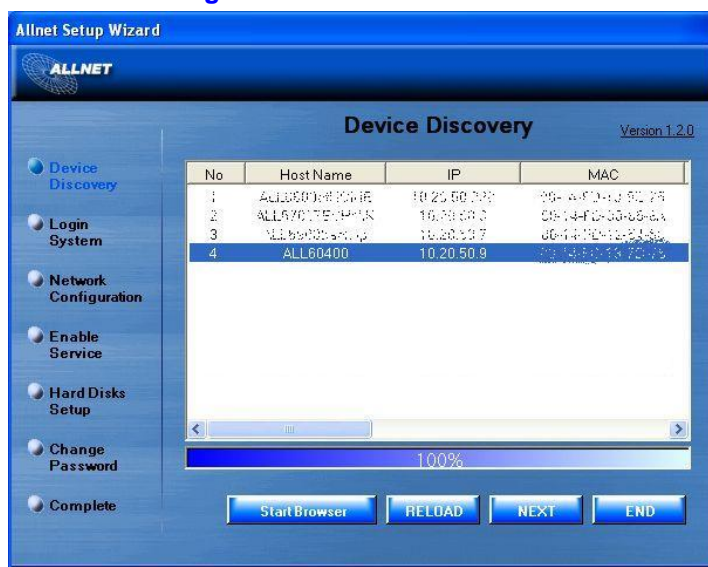 Allnet Setup Wizard
ALLNET
Device Discovery
Version 1.2.0
Device
Discovery
Login
System
Network
Configuration
Enable
Service
Hard Disks
Setup
Change
Password
Complete
No Host Name IP MAC
1
2
3
4 ALL60400 10.20.50.9
100%
Start Browser RELOAD NEXT END